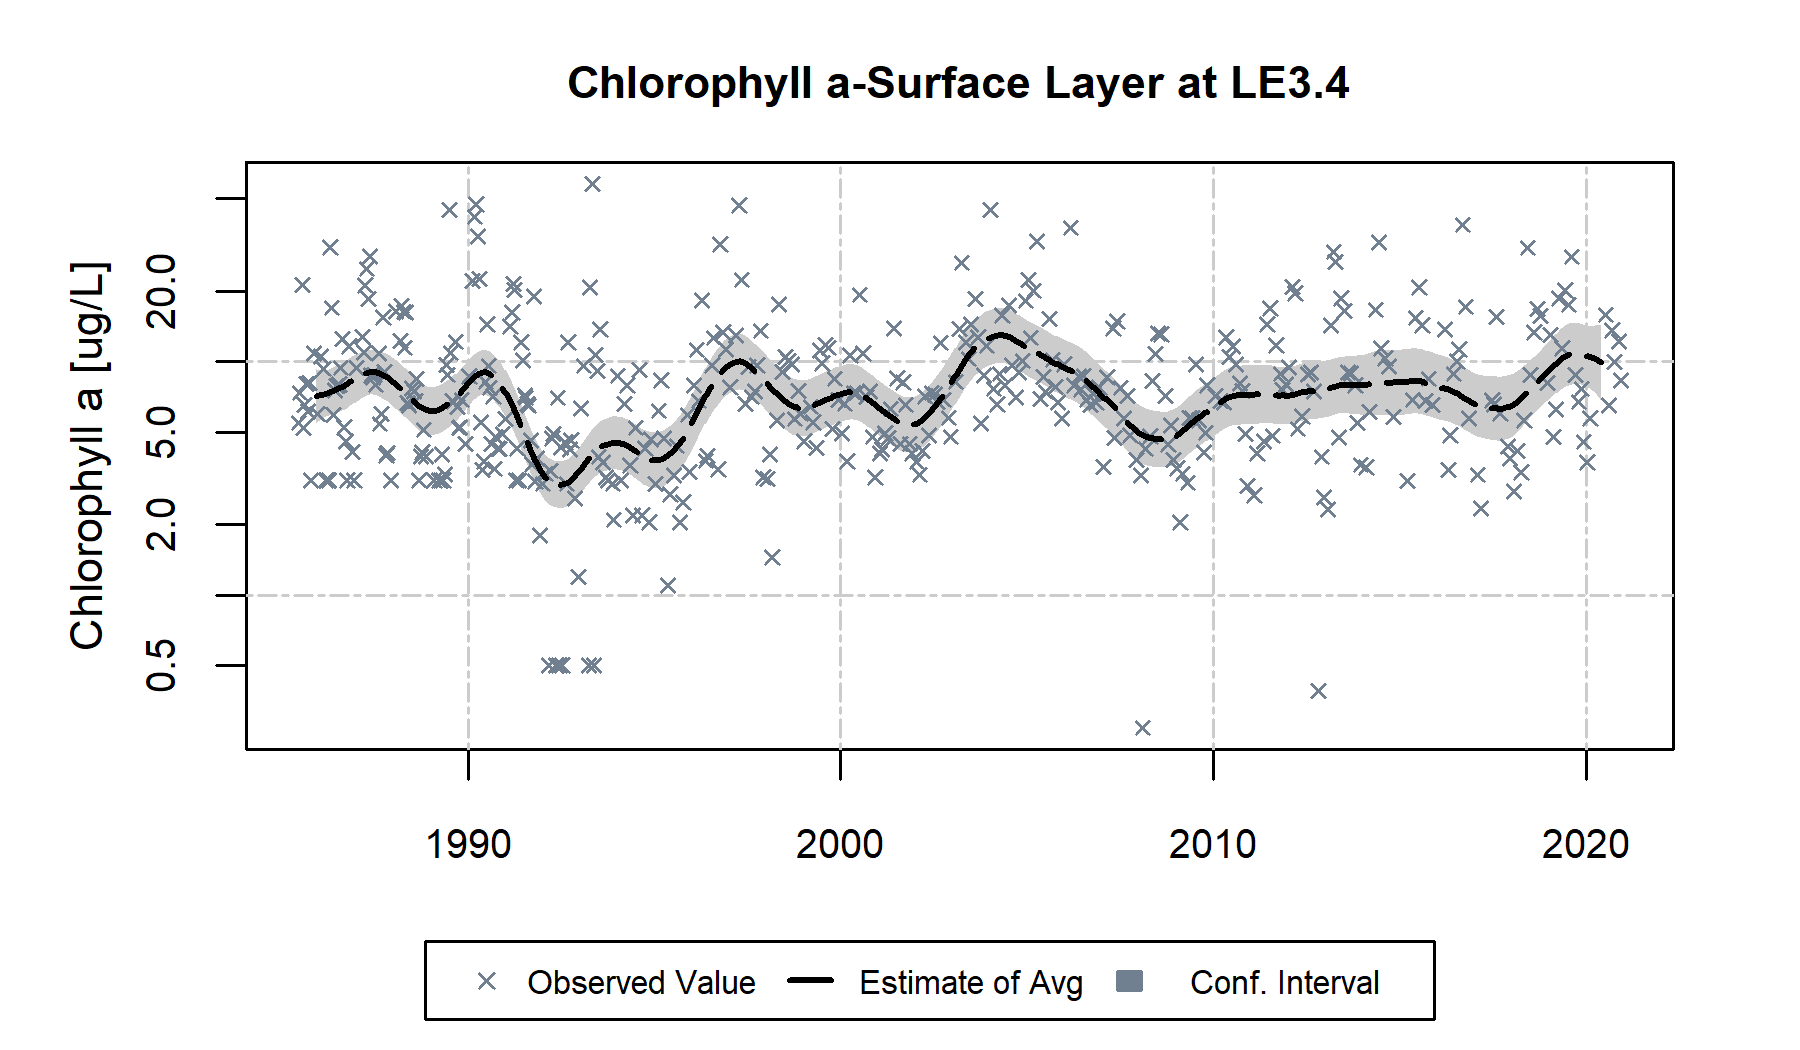 Chlorophyll a-Surface Layer at LE3.4
Chlorophyll a [ug/L]
20.0
5.0
2.0
0.5
1990 2000 2010 2020
Observed Value Estimate of Avg Conf. Interval